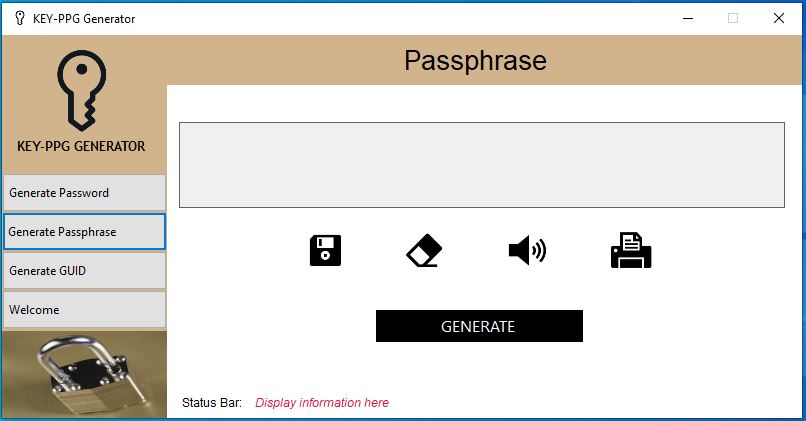 KEY-PPG Generator
Passphrase
KEY-PPG GENERATOR
Generate Password
Generate Passphrase
Generate GUID
Welcome
GENERATE
Status Bar: Display information here